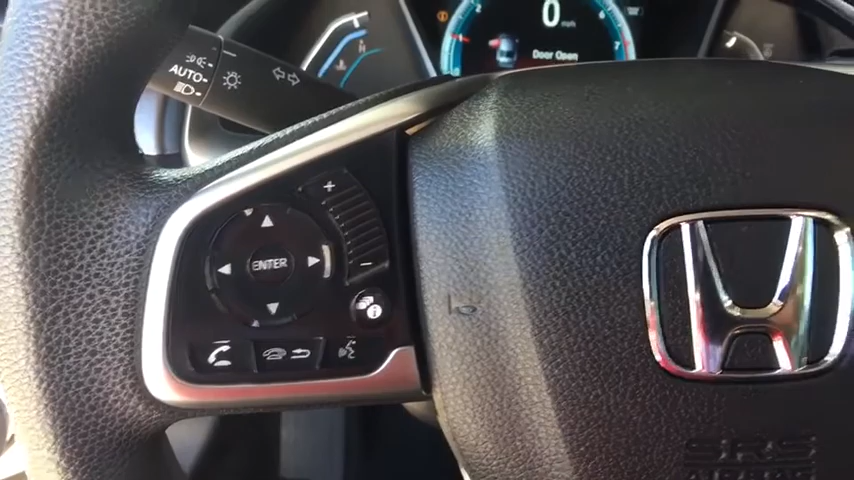 0 mph
Door Open
AUTO
ENTER
+
-
i
SRS